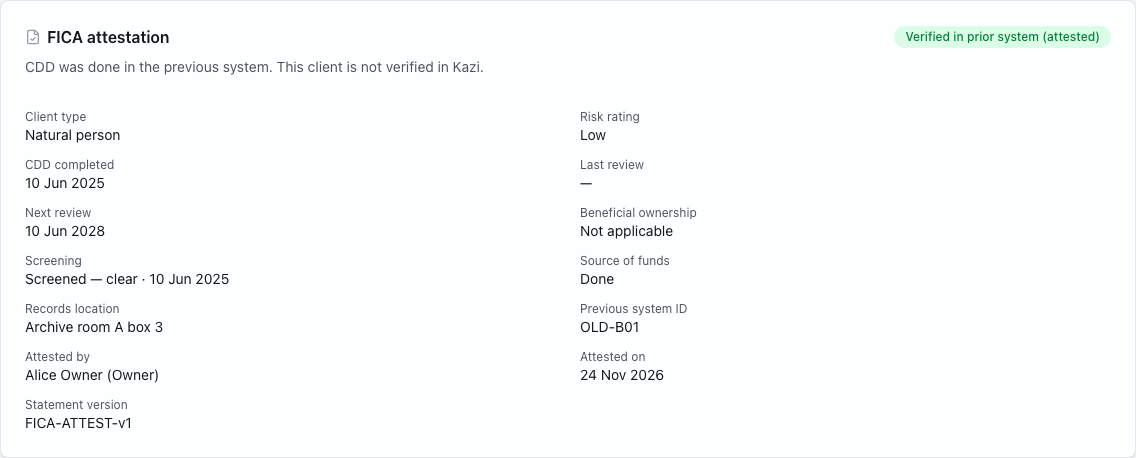 FICA attestation
Verified in prior system (attested)
CDD was done in the previous system. This client is not verified in Kazi.
Client type
Natural person
Risk rating
Low
CDD completed
10 Jun 2025
Last review
—
Next review
10 Jun 2028
Beneficial ownership
Not applicable
Screening
Screened — clear · 10 Jun 2025
Source of funds
Done
Records location
Archive room A box 3
Previous system ID
OLD-B01
Attested by
Alice Owner (Owner)
Attested on
24 Nov 2026
Statement version
FICA-ATTEST-v1